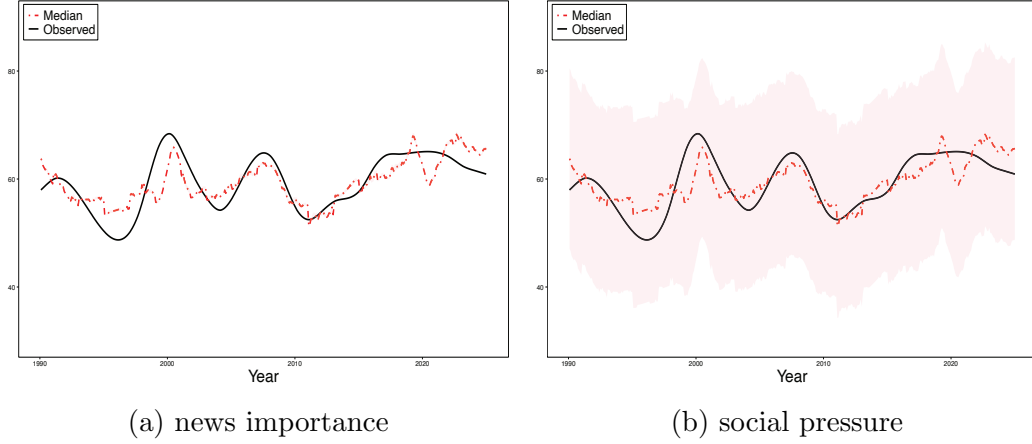 Median
Observed
80
60
40
1990
2000
2010
2020
Year
(a) news importance
Median
Observed
80
60
40
1990
2000
2010
2020
Year
(b) social pressure